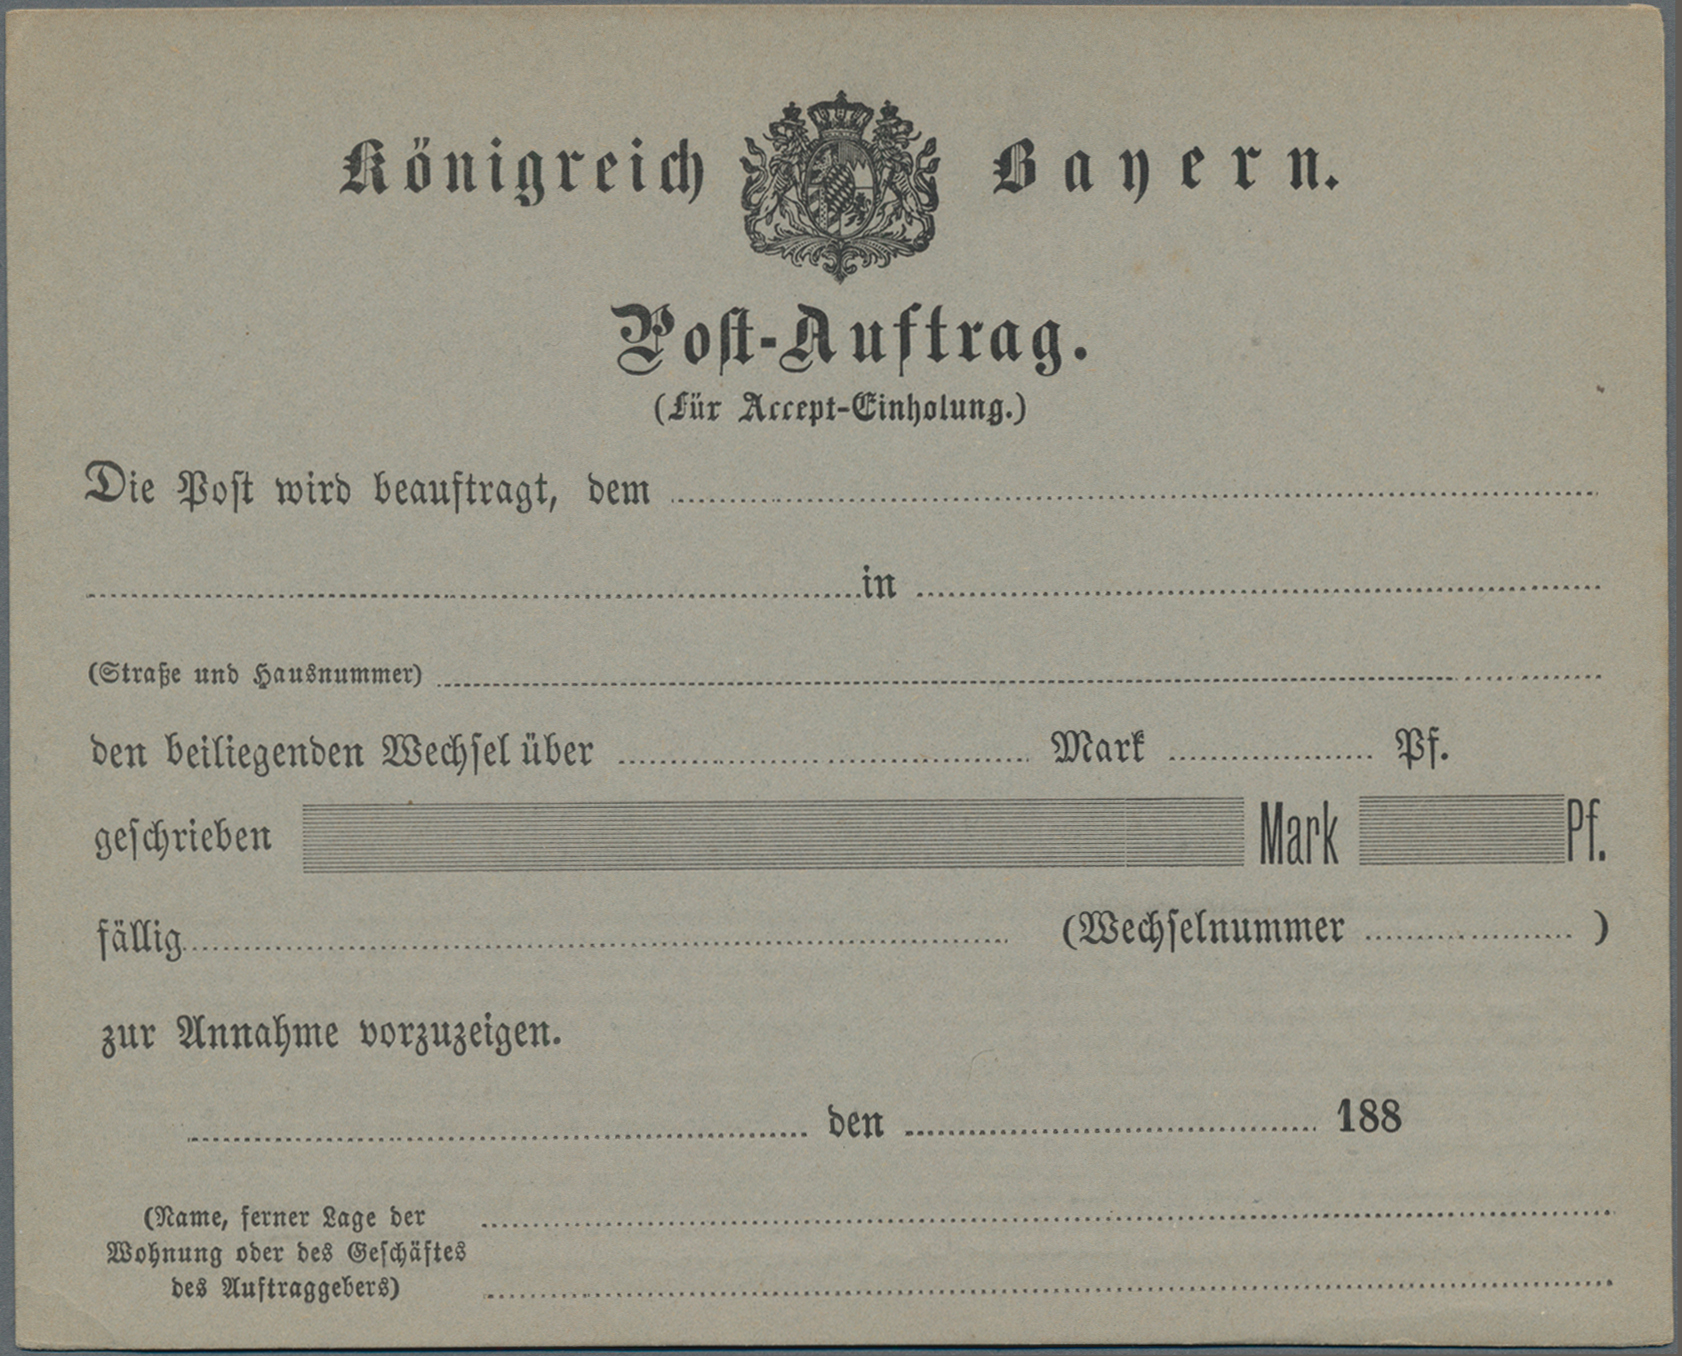 Königreich Bayern.
Post-Auftrag.
(Für Accept-Einholung.)
Die Post wird beauftragt, dem
in
(Straße und Hausnummer)
den beiliegenden Wechsel über Mark Pf.
geschrieben Mark Pf.
fällig (Wechselnummer )
zur Annahme vorzuzeigen.
den 188
(Name, ferner Lage der
Wohnung oder des Geschäftes
des Auftraggebers)